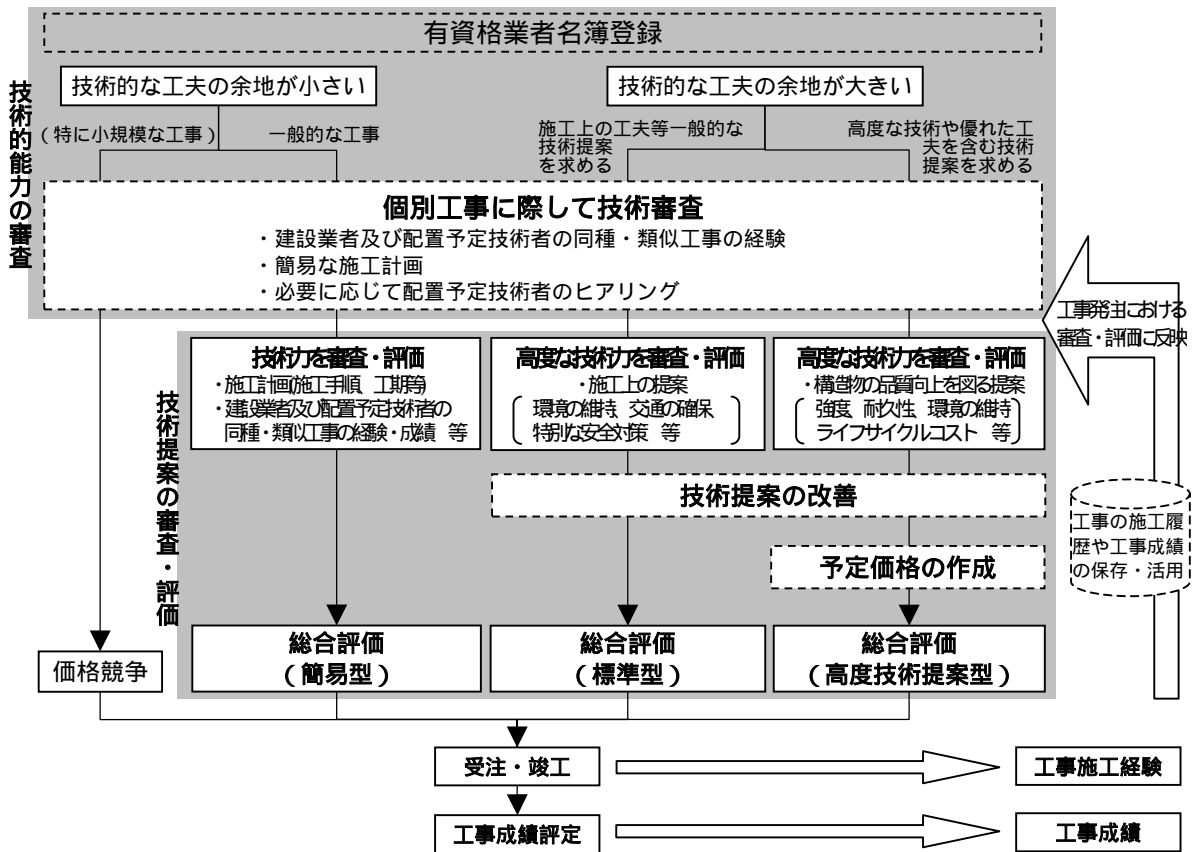 有資格業者名簿登録
技術的能力の審査
技術的な工夫の余地が小さい
技術的な工夫の余地が大きい
(特に小規模な工事)
一般的な工事
施工上の工夫等一般的な
技術提案
を求める
高度な技術や優れた工
夫を含む技術
提案を求める
個別工事に際して技術審査
・建設業者及び配置予定技術者の同種・類似工事の経験
・簡易な施工計画
・必要に応じて配置予定技術者のヒアリング
工事発注における
審査・評価に反映
技術提案の審査・評価
技術力を審査・評価
・施工計画(施工手順、工期等)
・建設業者及び配置予定技術者の
同種・類似工事の経験・成績 等
高度な技術力を審査・評価
・施工上の提案
環境の維持、交通の確保、
特別な安全対策 等
高度な技術力を審査・評価
・構造物の品質向上を図る提案
強度、耐久性、環境の維持、
ライフサイクルコスト 等
技術提案の改善
予定価格の作成
工事の施工履
歴や工事成績
の保存・活用
価格競争
総合評価
(簡易型)
総合評価
(標準型)
総合評価
(高度技術提案型)
受注・竣工
工事施工経験
工事成績評定
工事成績